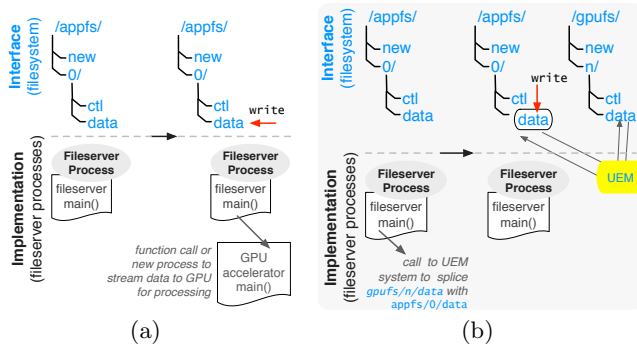 Interface
(filesystem)
/appfs/
new
0/
ctl
data
/appfs/
new
0/
ctl
data
write
Implementation
(fileserver processes)
Fileserver
Process
fileserver
main()
Fileserver
Process
fileserver
main()
function call or
new process to
stream data to GPU
for processing
GPU
accelerator
main()
(a)
Interface
(filesystem)
/appfs/
new
0/
ctl
data
/appfs/
new
0/
ctl
data
write
/gpufs/
new
n/
ctl
data
UEM
Implementation
(fileserver processes)
Fileserver
Process
fileserver
main()
Fileserver
Process
fileserver
main()
call to UEM
system to splice
gpufs/n/data with
appfs/0/data
(b)